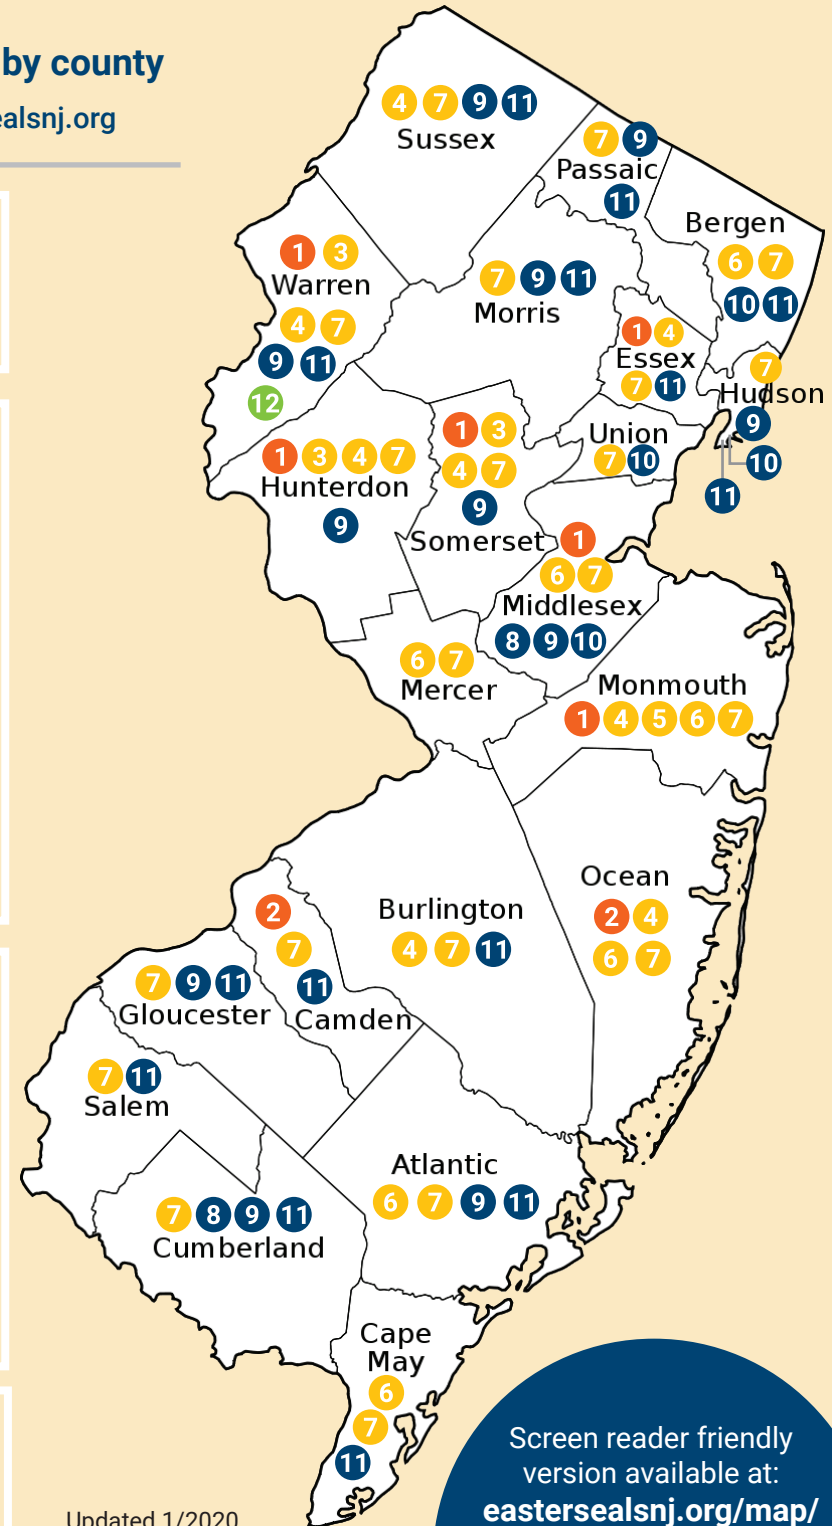 by county
ealsnj.org
4 7 9 11
Sussex
7 9
Passaic
11
Bergen
6 7
10 11
1 3
Warren
4 7
9 11
12
7 9 11
Morris
1 4
Essex
7 11
7
Hudson
9
10
11
Union
7 10
1 3 4 7
Hunterdon
9
1 3
4 7
9
Somerset
1
6 7
Middlesex
8 9 10
6 7
Mercer
Monmouth
1 4 5 6 7
Ocean
2 4
6 7
Burlington
4 7 11
2
7
11
Camden
7 9 11
Gloucester
7 11
Salem
Atlantic
6 7 9 11
7 8 9 11
Cumberland
Cape
May
6
7
11
Screen reader friendly
version available at:
eastersealsnj.org/map/
Updated 1/2020